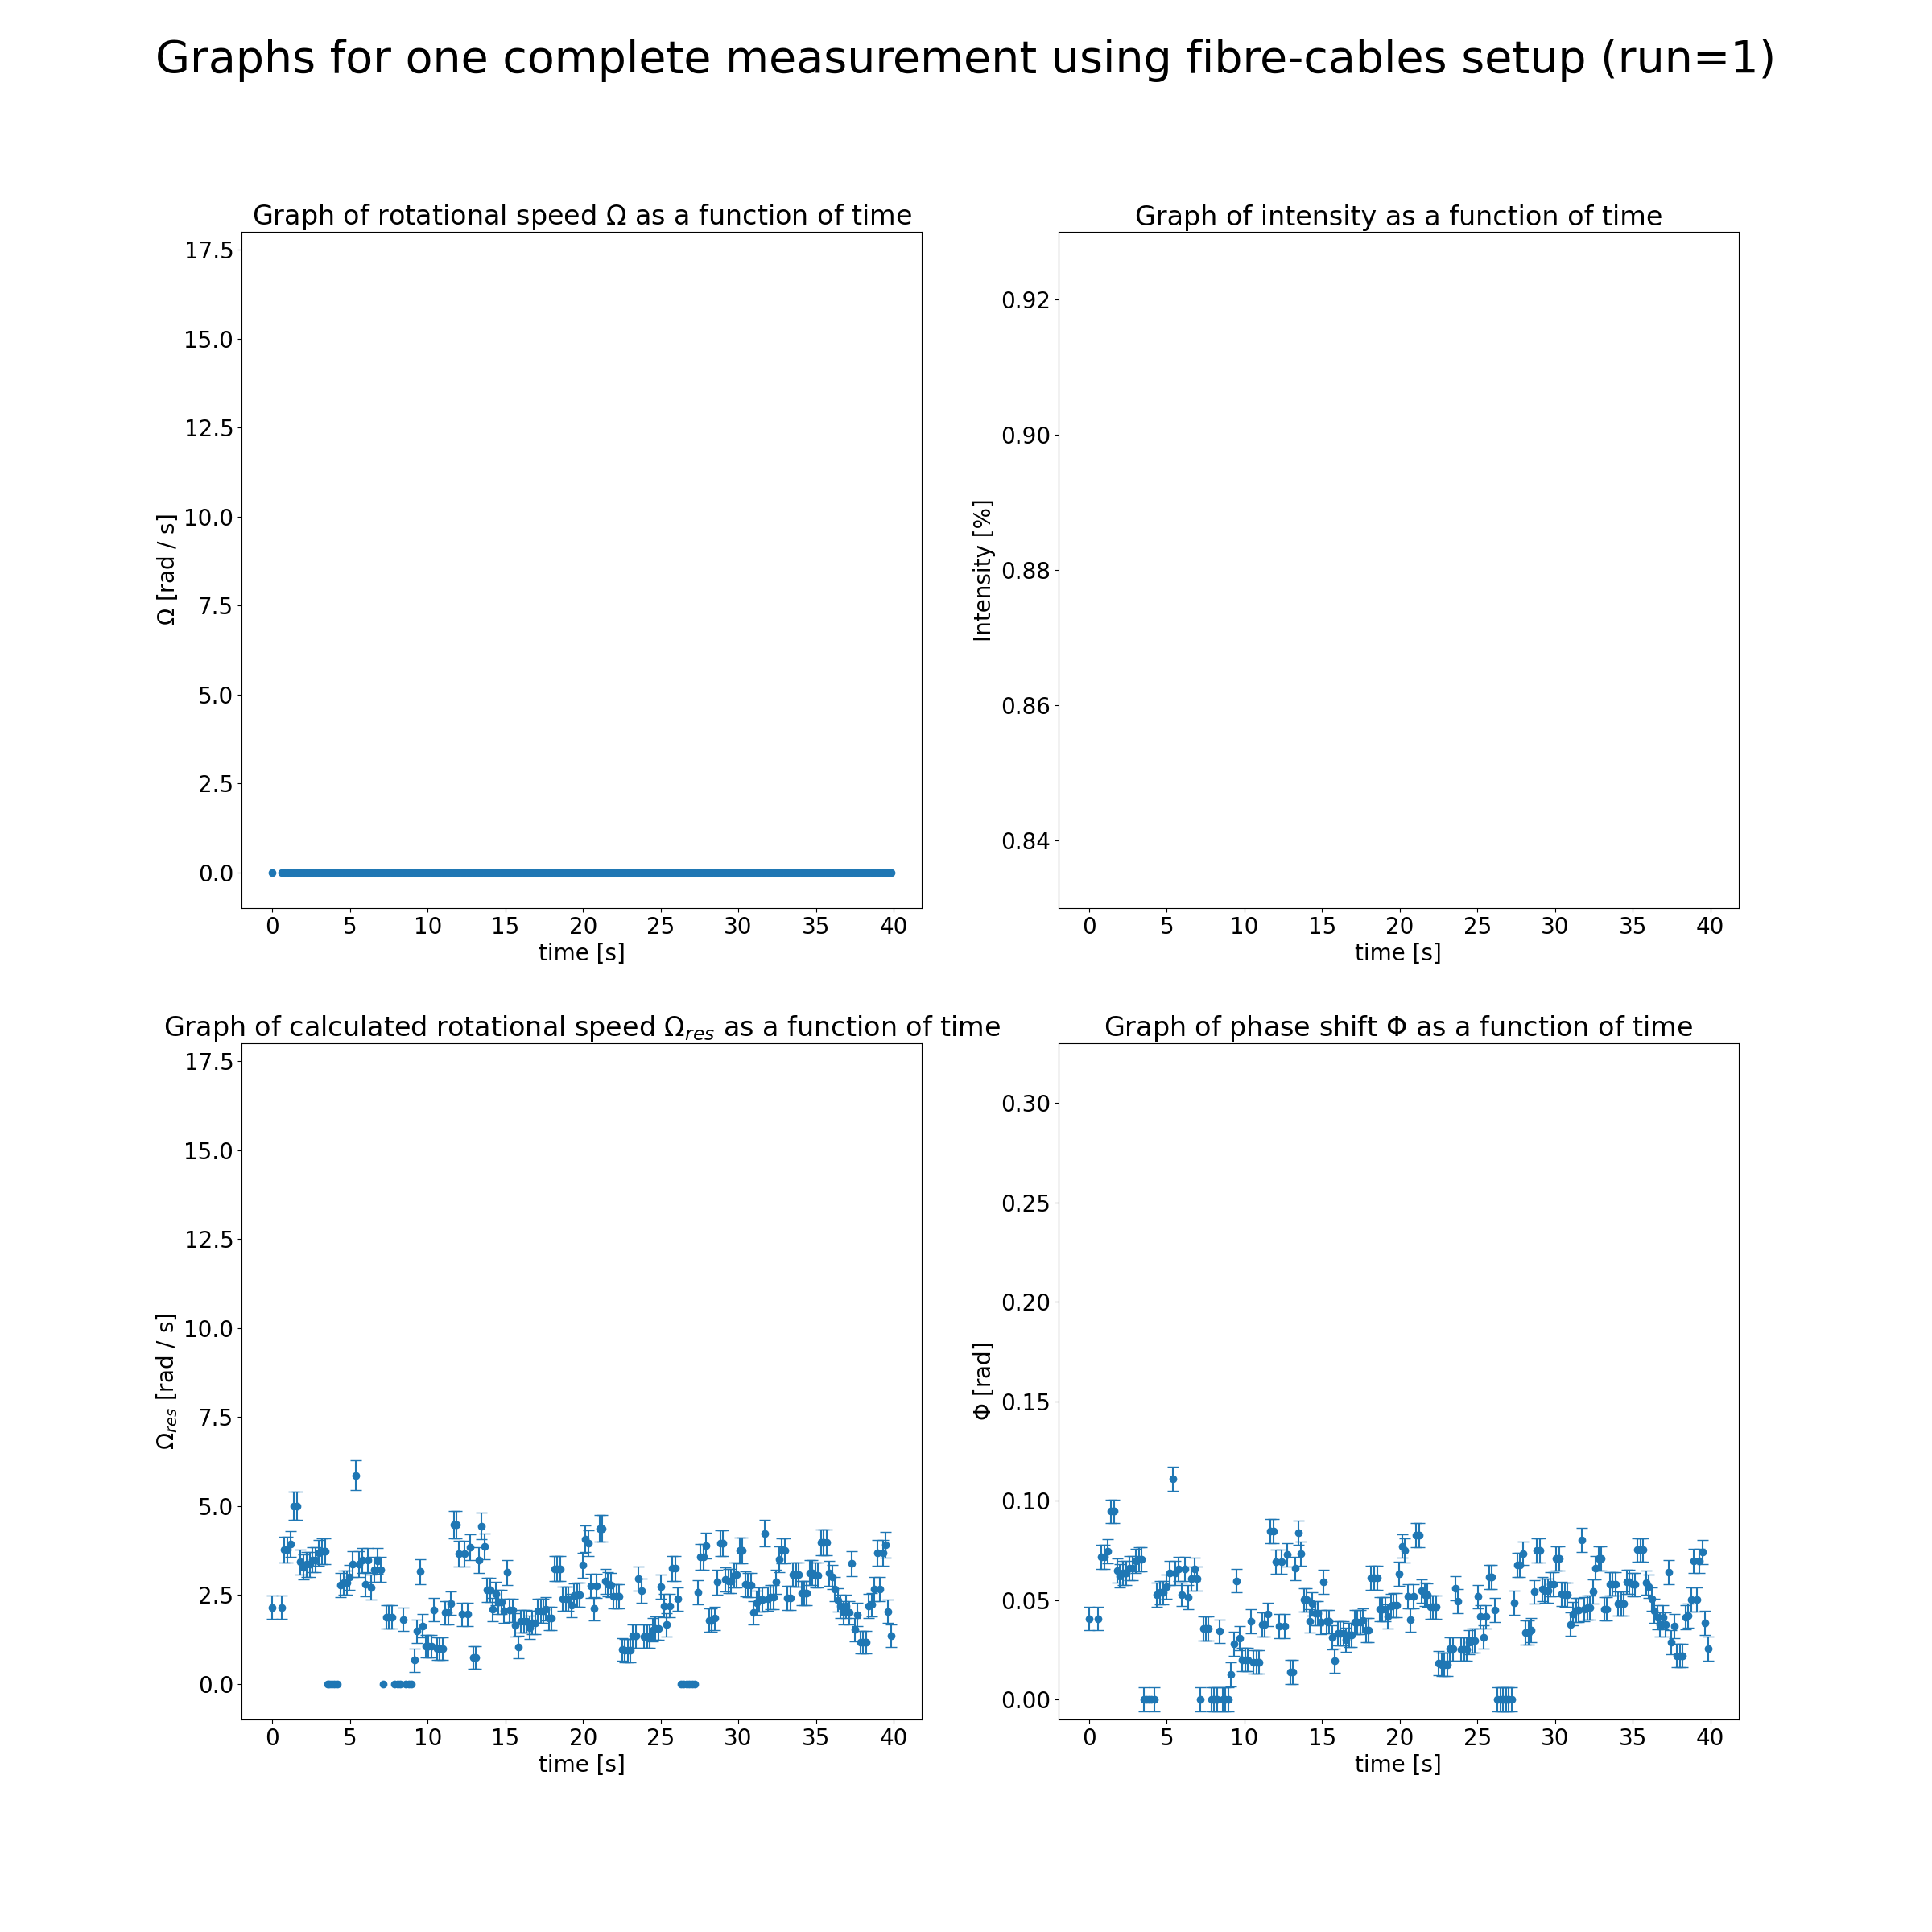 Graphs for one complete measurement using fibre-cables setup (run=1)
Graph of rotational speed Ω as a function of time
17.5
15.0
12.5
10.0
7.5
5.0
2.5
0.0
Ω [rad / s]
0 5 10 15 20 25 30 35 40
time [s]
Graph of intensity as a function of time
0.92
0.90
0.88
0.86
0.84
Intensity [%]
0 5 10 15 20 25 30 35 40
time [s]
Graph of calculated rotational speed Ωres as a function of time
17.5
15.0
12.5
10.0
7.5
5.0
2.5
0.0
Ωres [rad / s]
0 5 10 15 20 25 30 35 40
time [s]
Graph of phase shift Φ as a function of time
0.30
0.25
0.20
0.15
0.10
0.05
0.00
Φ [rad]
0 5 10 15 20 25 30 35 40
time [s]